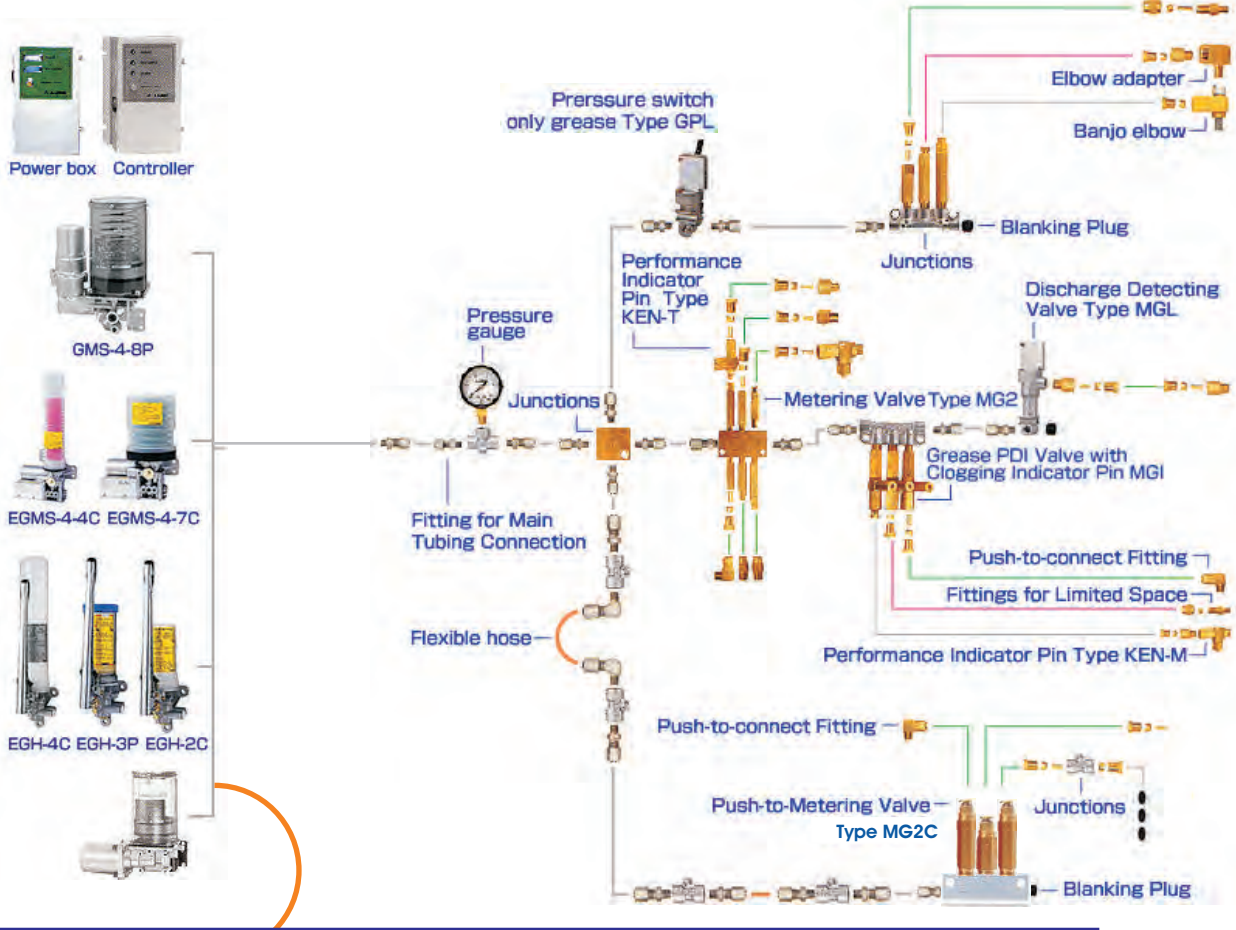 Power box Controller
GMS-4-8P
EGMS-4-4C EGMS-4-7C
EGH-4C EGH-3P EGH-2C
Prerssure switch
only grease Type GPL
Elbow adapter
Banjo elbow
Blanking Plug
Junctions
Performance
Indicator
Pin Type
KEN-T
Discharge Detecting
Valve Type MGL
Pressure
gauge
Junctions
Metering Valve Type MG2
Grease PDI Valve with
Clogging Indicator Pin MGI
Fitting for Main
Tubing Connection
Push-to-connect Fitting
Fittings for Limited Space
Flexible hose
Performance Indicator Pin Type KEN-M
Push-to-connect Fitting
Push-to-Metering Valve
Type MG2C
Junctions
Blanking Plug